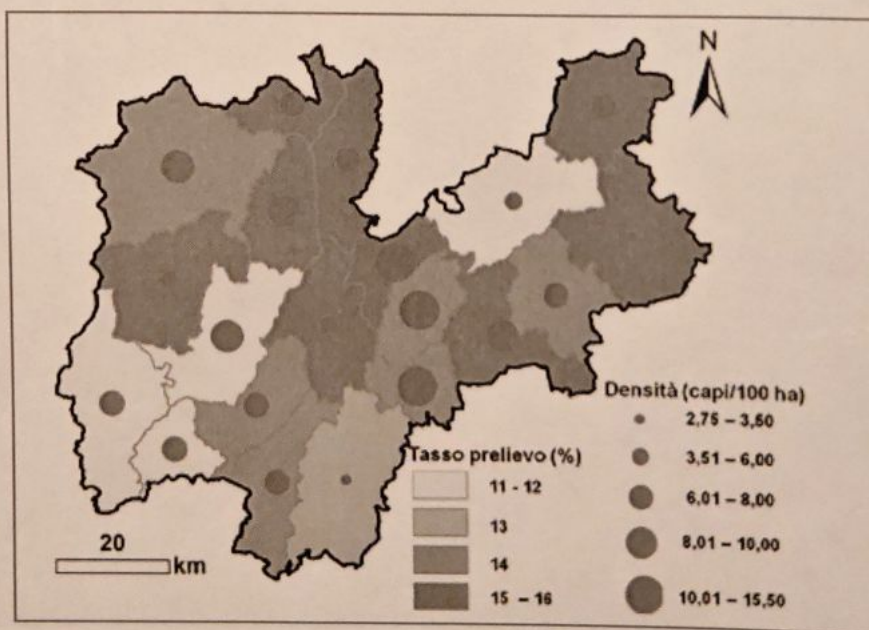 N
Densità (capi/100 ha)
2,75 – 3,50
3,51 – 6,00
6,01 – 8,00
8,01 – 10,00
10,01 – 15,50
Tasso prelievo (%)
11 - 12
13
14
15 – 16
20
km